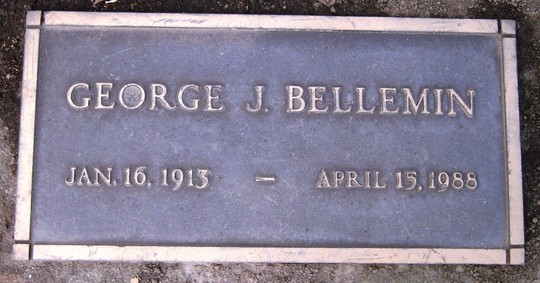 GEORGE J. BELLEMIN
JAN. 16, 1913 — APRIL 15, 1988